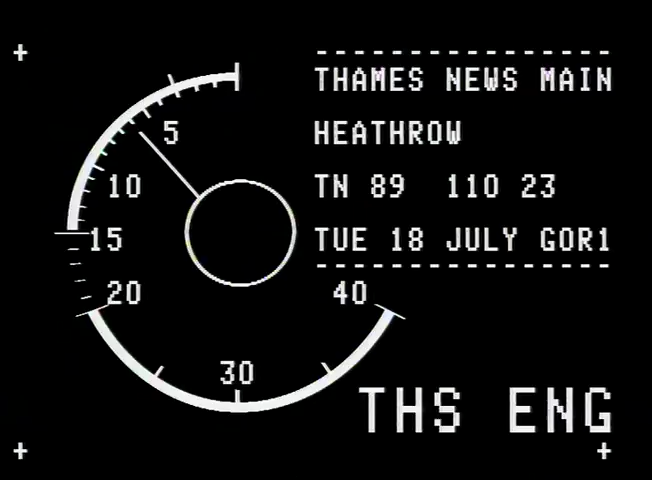 THAMES NEWS MAIN
HEATHROW
TN 89 110 23
TUE 18 JULY GOR1
5
10
15
20
30
40
THS ENG